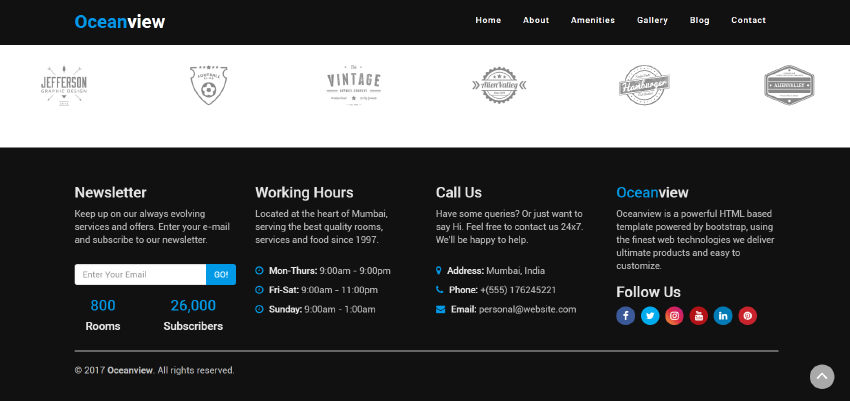 Oceanview
Home About Amenities Gallery Blog Contact
JEFFERSON
GRAPHIC DESIGN
FOOTBALL
The
VINTAGE
AlienValley
Hamburger
ALIENVALLEY
Newsletter
Keep up on our always evolving
services and offers. Enter your e-mail
and subscribe to our newsletter.
Enter Your Email GO!
800 26,000
Rooms Subscribers
Working Hours
Located at the heart of Mumbai,
serving the best quality rooms,
services and food since 1997.
Mon-Thurs: 9:00am - 9:00pm
Fri-Sat: 9:00am - 11:00pm
Sunday: 9:00am - 1:00am
Call Us
Have some queries? Or just want to
say Hi. Feel free to contact us 24x7.
We'll be happy to help.
Address: Mumbai, India
Phone: +(555) 176245221
Email: personal@website.com
Oceanview
Oceanview is a powerful HTML based
template powered by bootstrap, using
the finest web technologies we deliver
ultimate products and easy to
customize.
Follow Us
© 2017 Oceanview. All rights reserved.